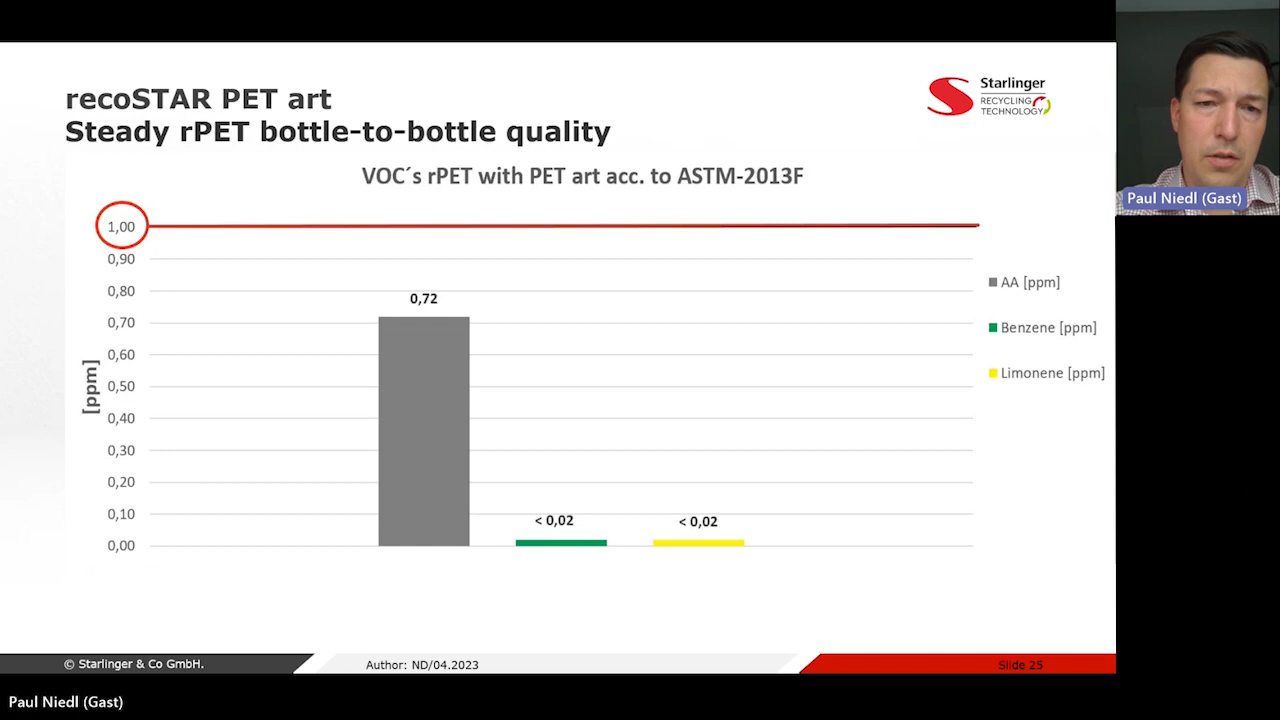 recoSTAR PET art
Steady rPET bottle-to-bottle quality
Starlinger
RECYCLING
TECHNOLOGY
Paul Niedl (Gast)
VOC´s rPET with PET art acc. to ASTM-2013F
1,00
0,90
0,80
0,70
0,60
0,50
0,40
0,30
0,20
0,10
0,00
[ppm]
0,72
< 0,02
< 0,02
AA [ppm]
Benzene [ppm]
Limonene [ppm]
© Starlinger & Co GmbH.
Author: ND/04.2023
Slide 25
Paul Niedl (Gast)